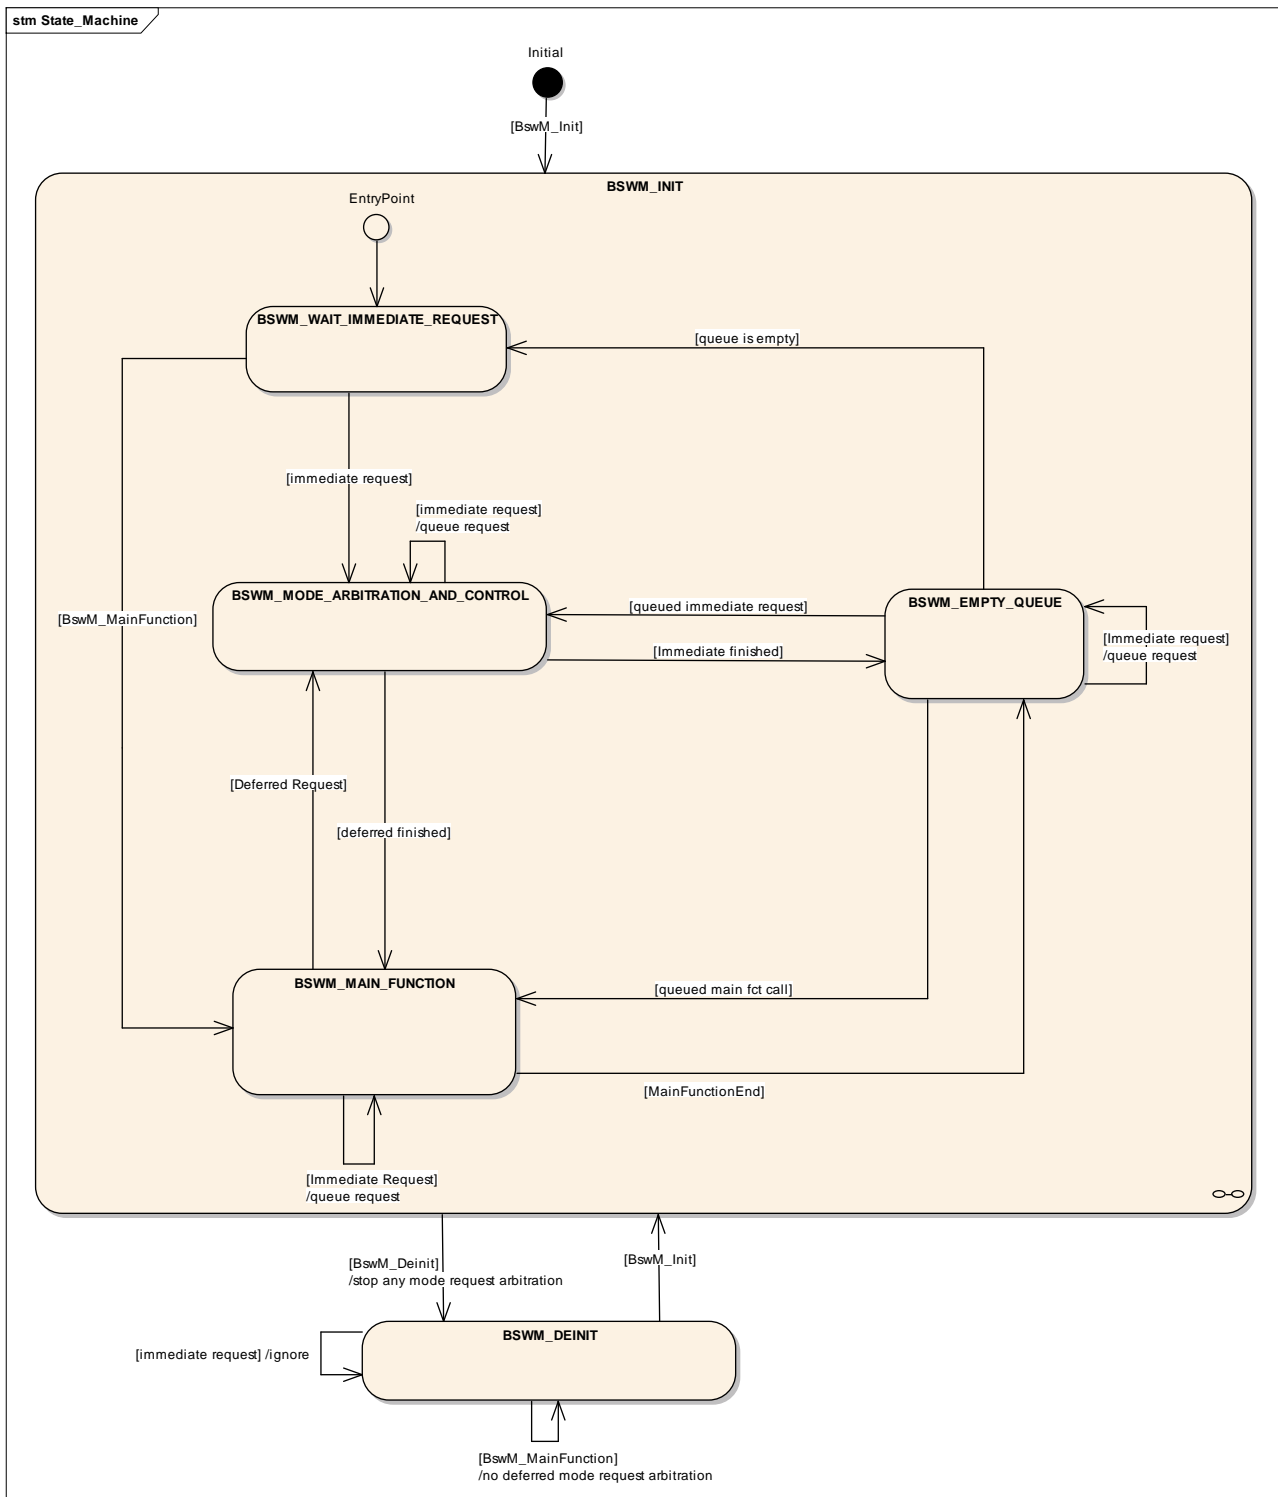 stm State_Machine
Initial
[BswM_Init]
BSWM_INIT
EntryPoint
BSWM_WAIT_IMMEDIATE_REQUEST
[queue is empty]
[immediate request]
[immediate request]
/queue request
BSWM_MODE_ARBITRATION_AND_CONTROL
BSWM_EMPTY_QUEUE
[queued immediate request]
[BswM_MainFunction]
[Immediate request]
/queue request
[Immediate finished]
[Deferred Request]
[deferred finished]
BSWM_MAIN_FUNCTION
[queued main fct call]
[MainFunctionEnd]
[Immediate Request]
/queue request
[BswM_Deinit]
/stop any mode request arbitration
[BswM_Init]
BSWM_DEINIT
[immediate request] /ignore
[BswM_MainFunction]
/no deferred mode request arbitration